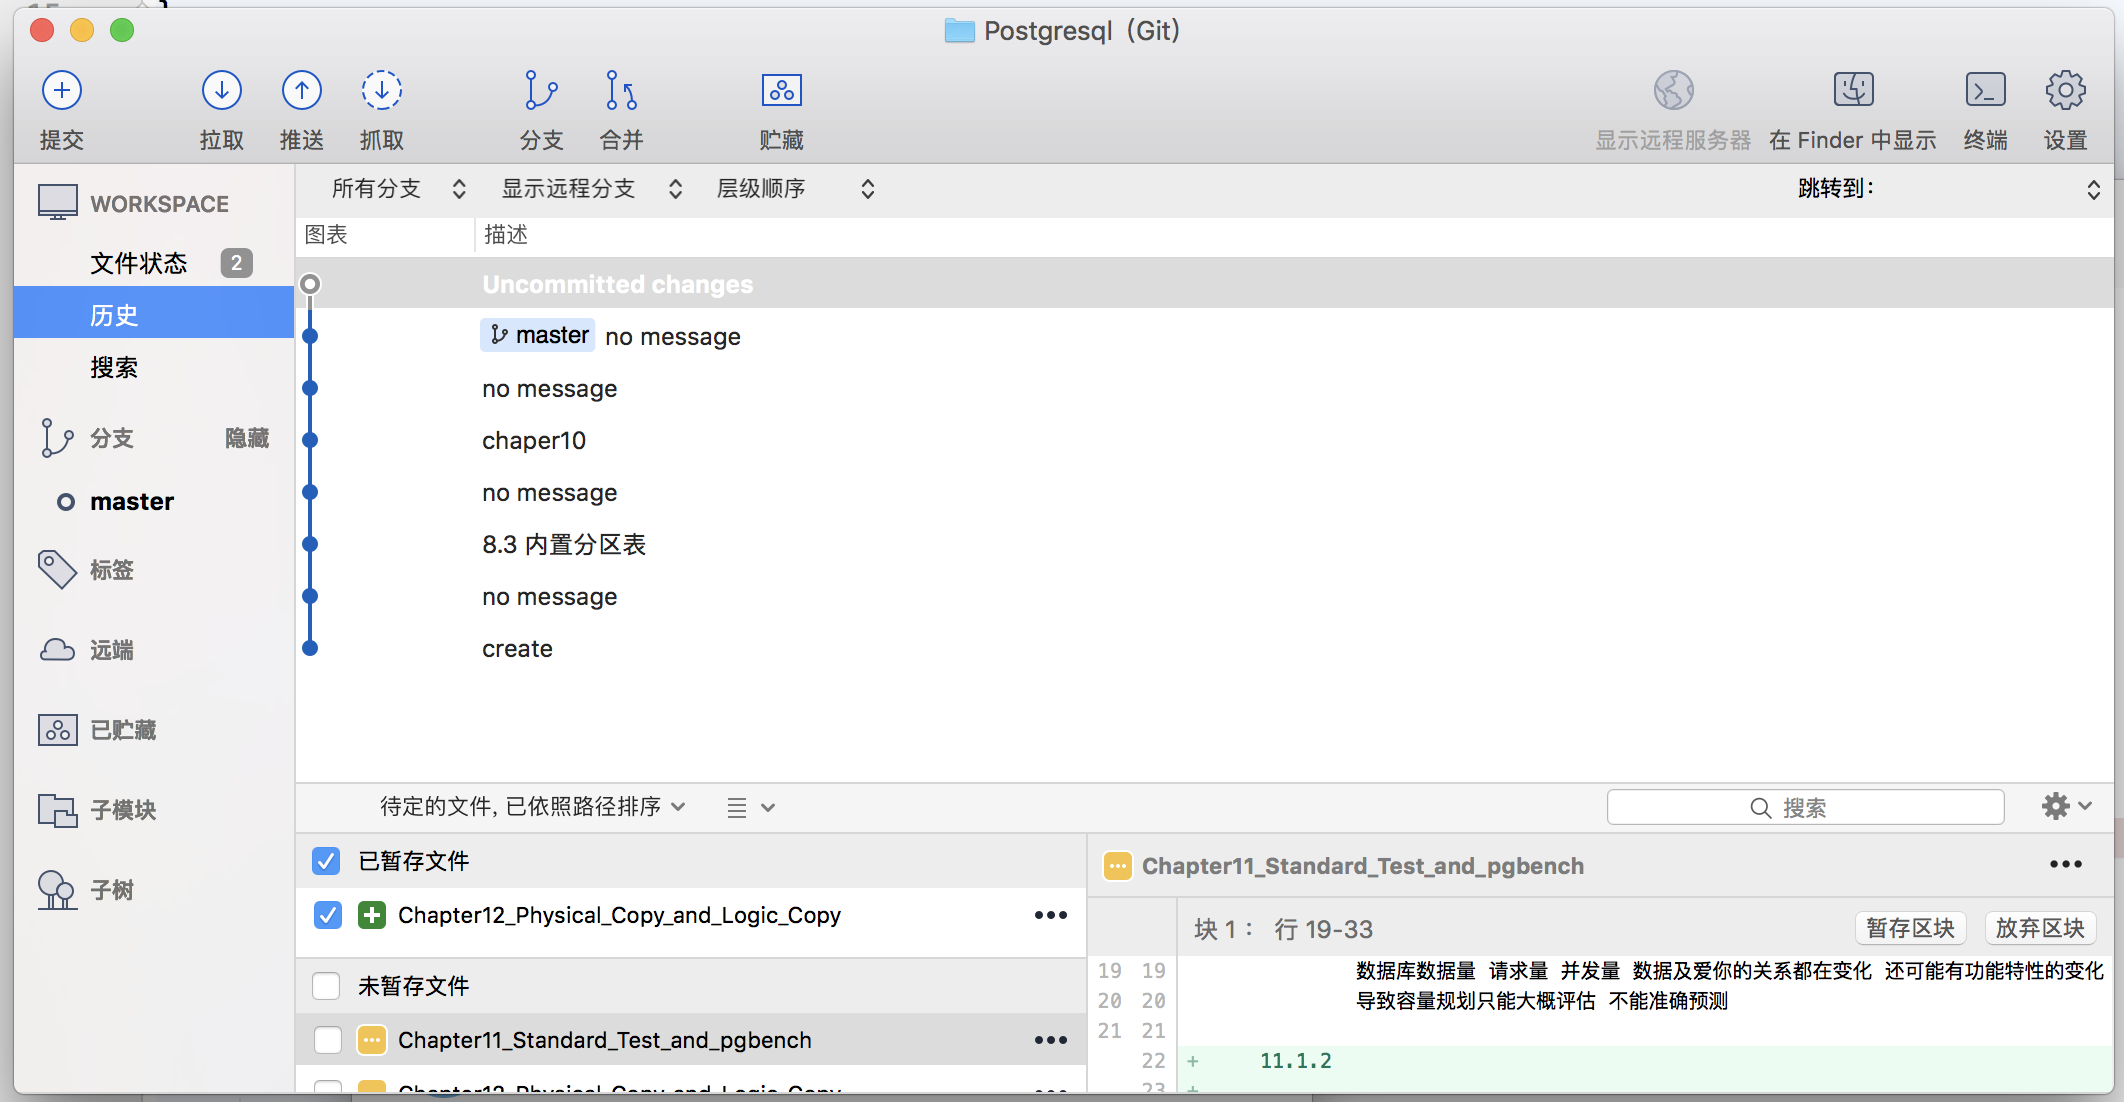 Postgresql (Git)
提交 拉取 推送 抓取 分支 合并 贮藏 显示远程服务器 在 Finder 中显示 终端 设置
WORKSPACE
文件状态 2
历史
搜索
分支 隐藏
master
标签
远端
已贮藏
子模块
子树
所有分支 显示远程分支 层级顺序 跳转到:
图表 描述
Uncommitted changes
master no message
no message
chaper10
no message
8.3 内置分区表
no message
create
待定的文件, 已依照路径排序 搜索
已暂存文件
Chapter12_Physical_Copy_and_Logic_Copy
未暂存文件
Chapter11_Standard_Test_and_pgbench
Chapter12_Physical_Copy_and_Logic_Copy
Chapter11_Standard_Test_and_pgbench
块 1： 行 19-33 暂存区块 放弃区块
19 19 数据库数据量 请求量 并发量 数据及爱你的关系都在变化 还可能有功能特性的变化
20 20 导致容量规划只能大概评估 不能准确预测
21 21
22 + 11.1.2
23 +